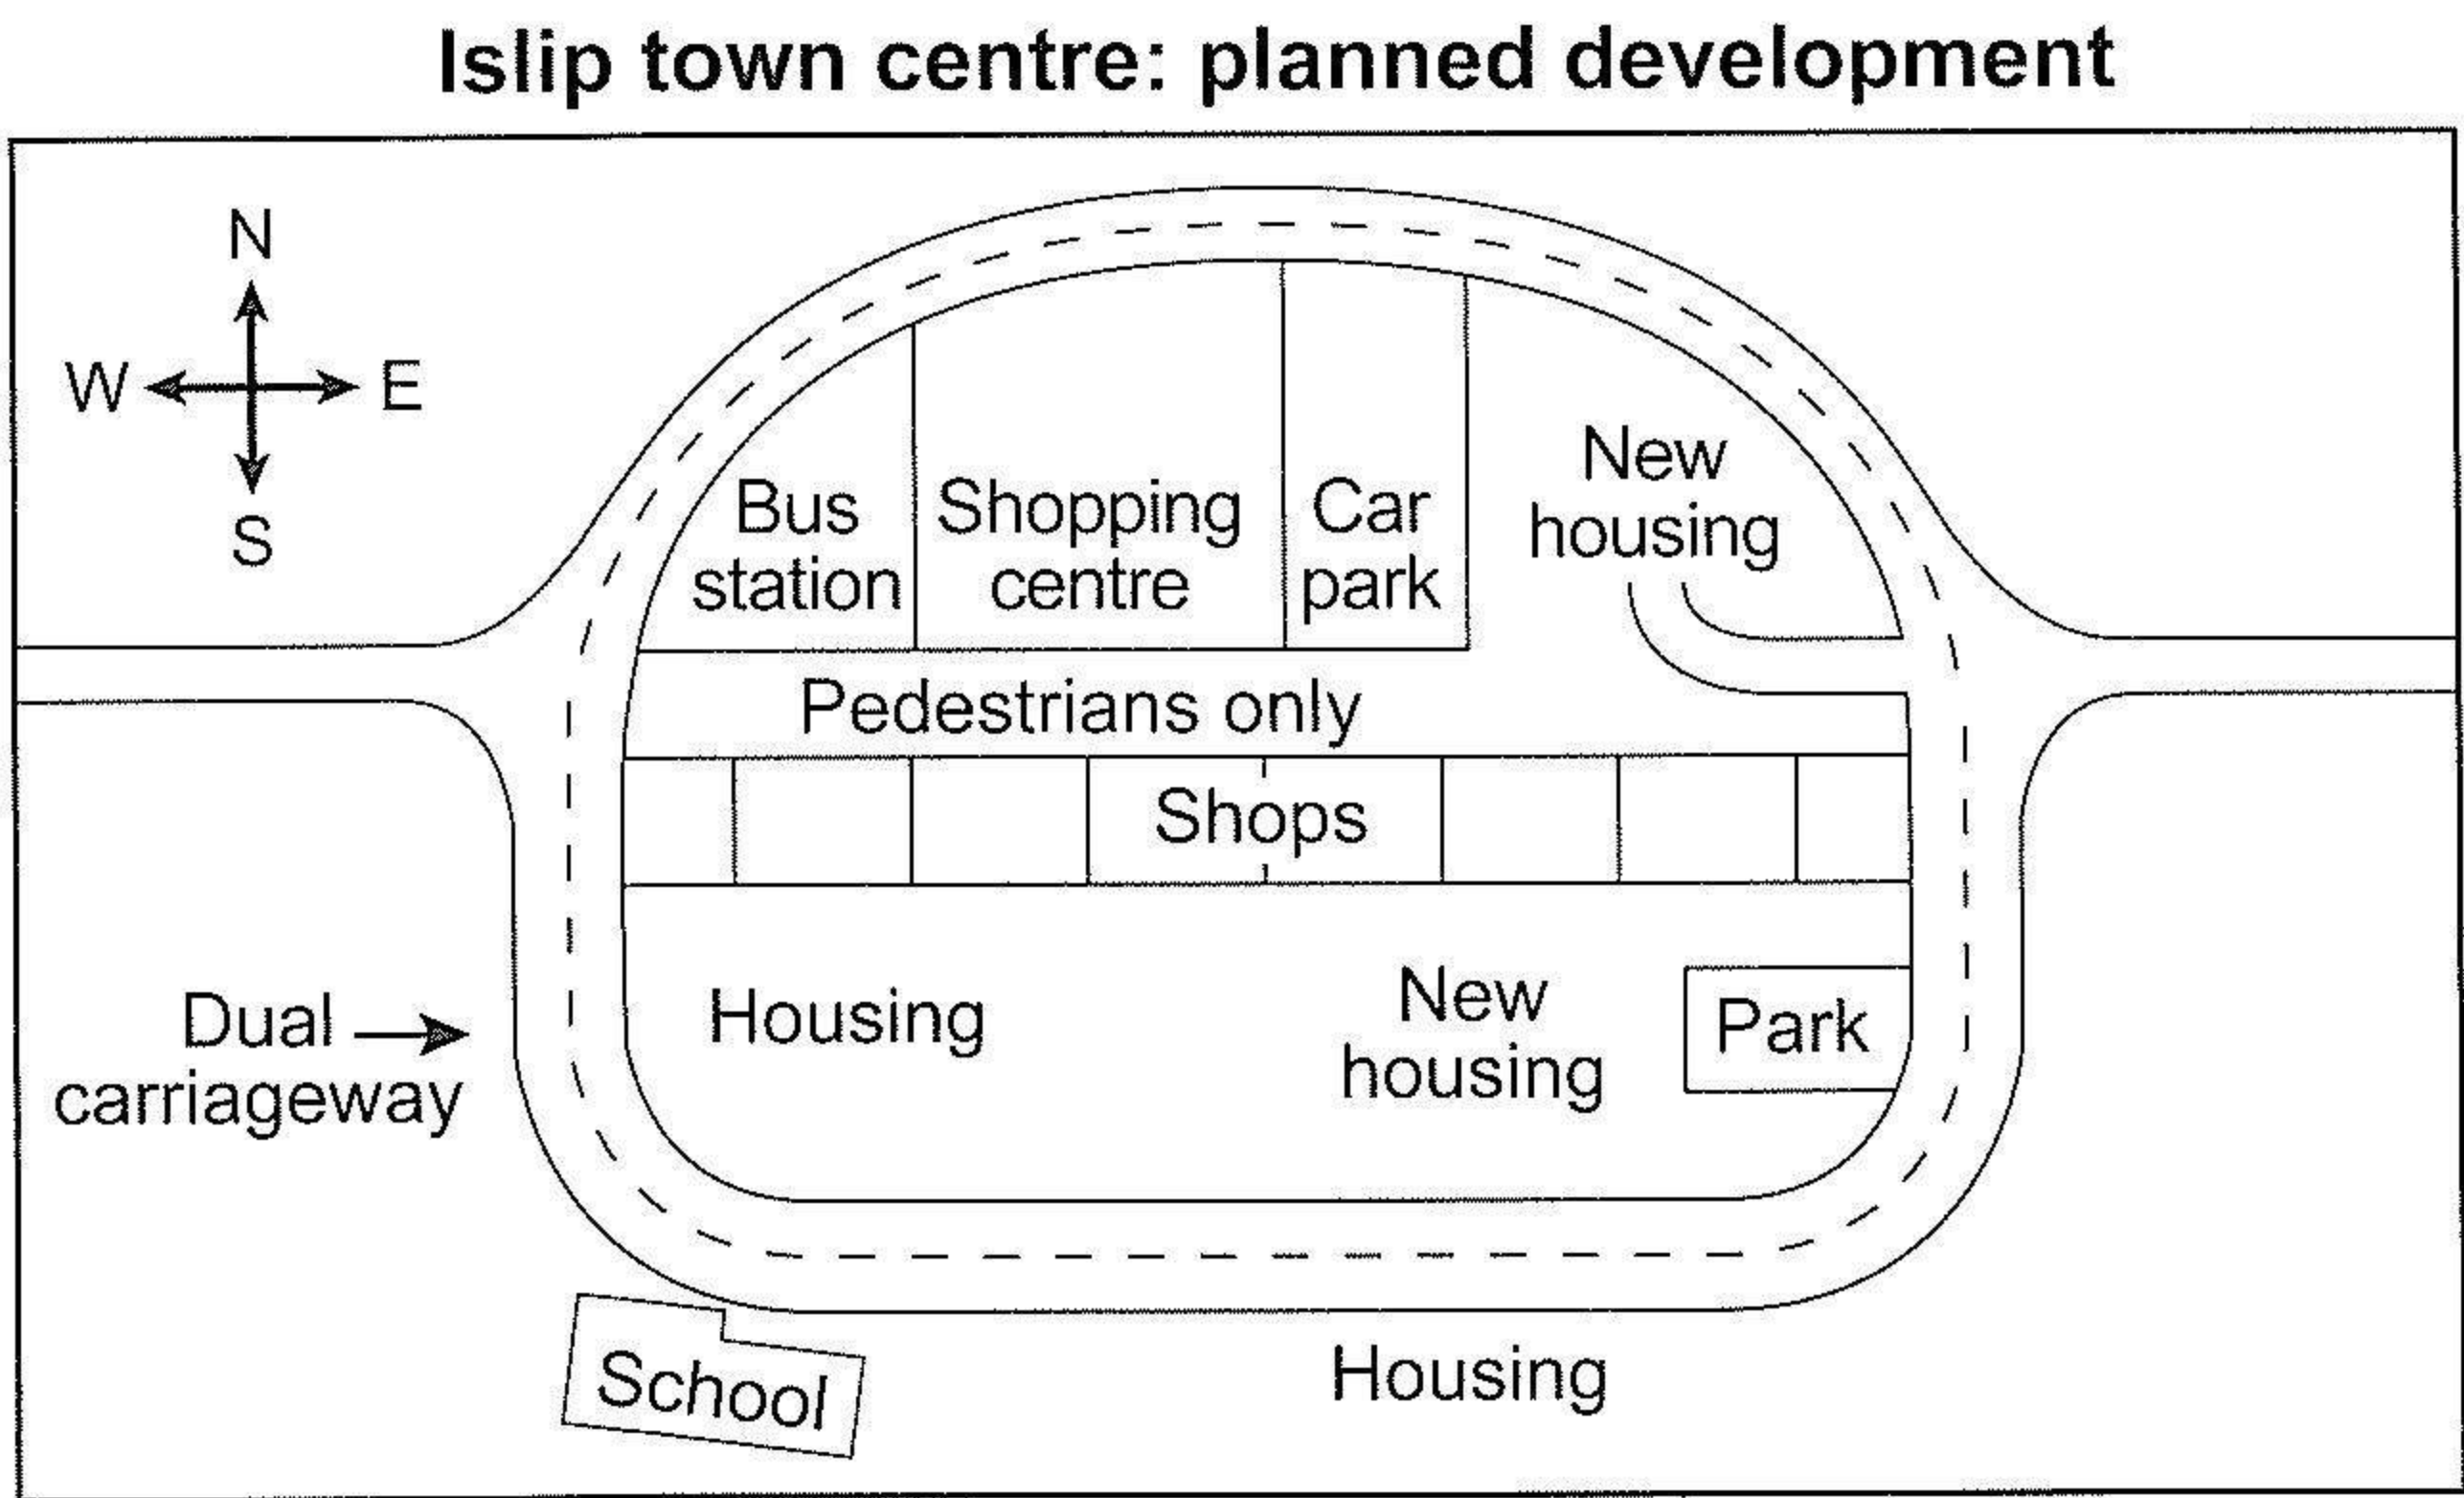 Islip town centre: planned development
N
W
E
S
Bus
station
Shopping
centre
Car
park
New
housing
Pedestrians only
Shops
Dual
carriageway
Housing
New
housing
Park
School
Housing